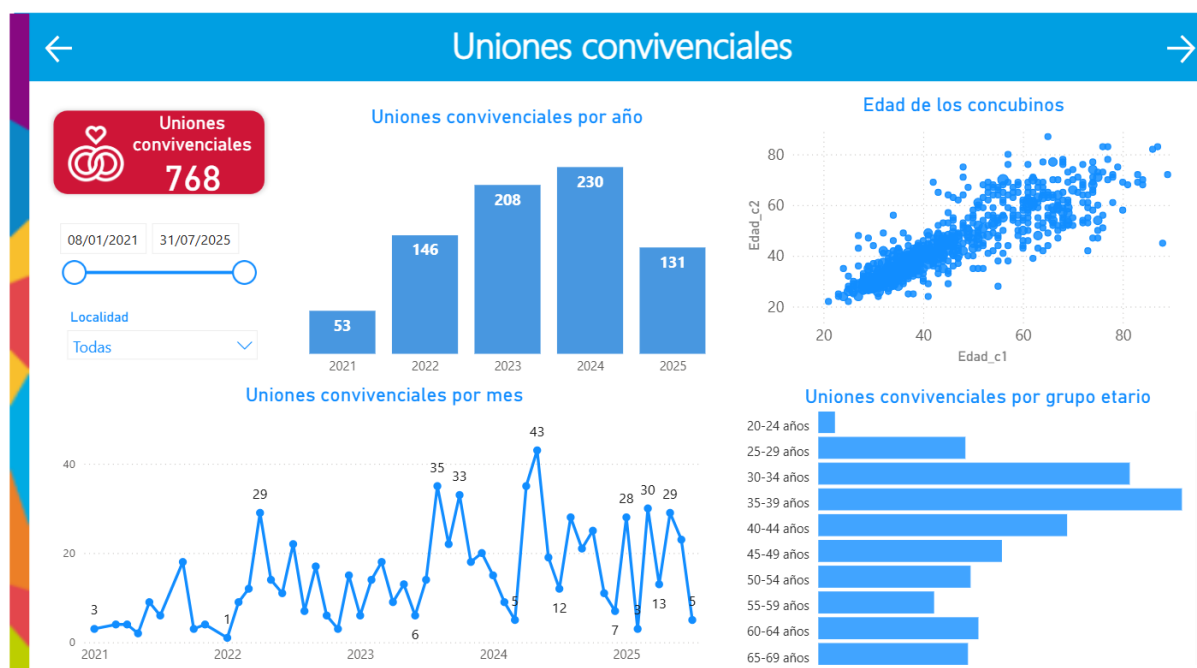 Uniones convivenciales
Uniones
convivenciales
768
08/01/2021 31/07/2025
Localidad
Todas
Uniones convivenciales por año
53
146
208
230
131
2021 2022 2023 2024 2025
Edad de los concubinos
Edad_c2
80
60
40
20
20 40 60 80
Edad_c1
Uniones convivenciales por mes
40
20
0
3
29
1
35
33
6
43
5
12
28
30
29
7
3
13
5
2021 2022 2023 2024 2025
Uniones convivenciales por grupo etario
20-24 años
25-29 años
30-34 años
35-39 años
40-44 años
45-49 años
50-54 años
55-59 años
60-64 años
65-69 años